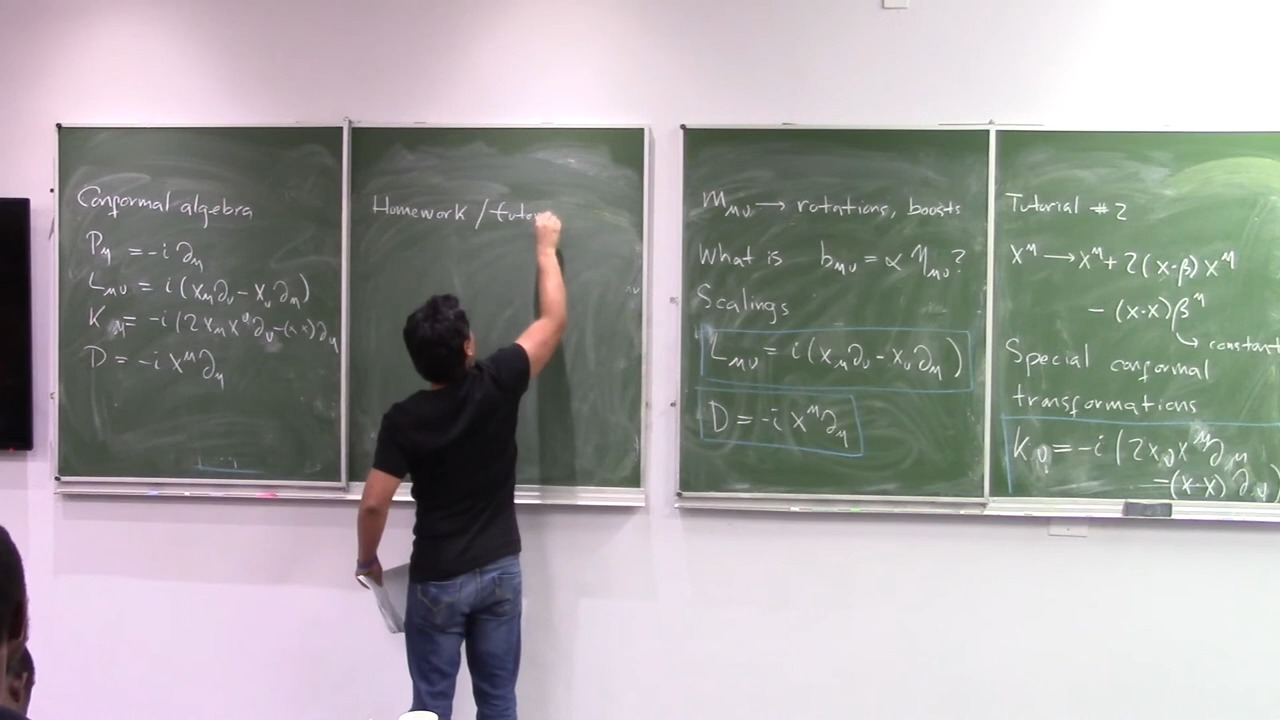 Conformal algebra
P_μ = -i ∂_μ
L_μν = i (x_μ ∂_ν - x_ν ∂_μ)
K_μ = -i (2 x_μ x^ν ∂_ν - (x·x) ∂_μ
D = -i x^μ ∂_μ
Homework / tutor
m_μν → rotations, boosts
What is b_μν = α η_μν?
Scalings
L_μν = i (x_μ ∂_ν - x_ν ∂_μ)
D = -i x^μ ∂_μ
Tutorial #2
x^μ → x^μ + 2 (x·β) x^μ
- (x·x) β^μ
↳ constant
Special conformal
transformations
K_ν = -i (2 x_ν x^μ ∂_μ
- (x·x) ∂_ν)